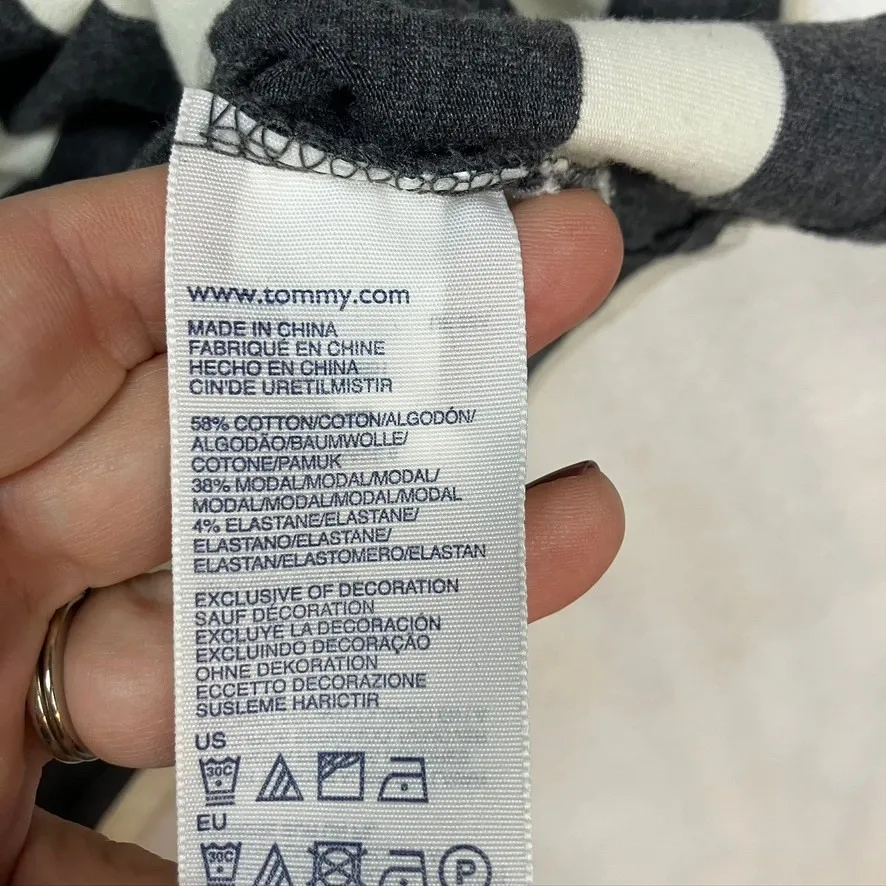 www.tommy.com
MADE IN CHINA
FABRIQUÉ EN CHINE
HECHO EN CHINA
CIN'DE URETILMISTIR
58% COTTON/COTON/ALGODÓN/
ALGODÃO/BAUMWOLLE/
COTONE/PAMUK
38% MODAL/MODAL/MODAL/
MODAL/MODAL/MODAL/MODAL
4% ELASTANE/ELASTANE/
ELASTANO/ELASTANE/
ELASTAN/ELASTOMERO/ELASTAN
EXCLUSIVE OF DECORATION
SAUF DÉCORATION
EXCLUYE LA DECORACIÓN
EXCLUINDO DECORAÇAO
OHNE DEKORATION
ECCETTO DECORAZIONE
SUSLEME HARICTIR
US
30C
EU
30C P